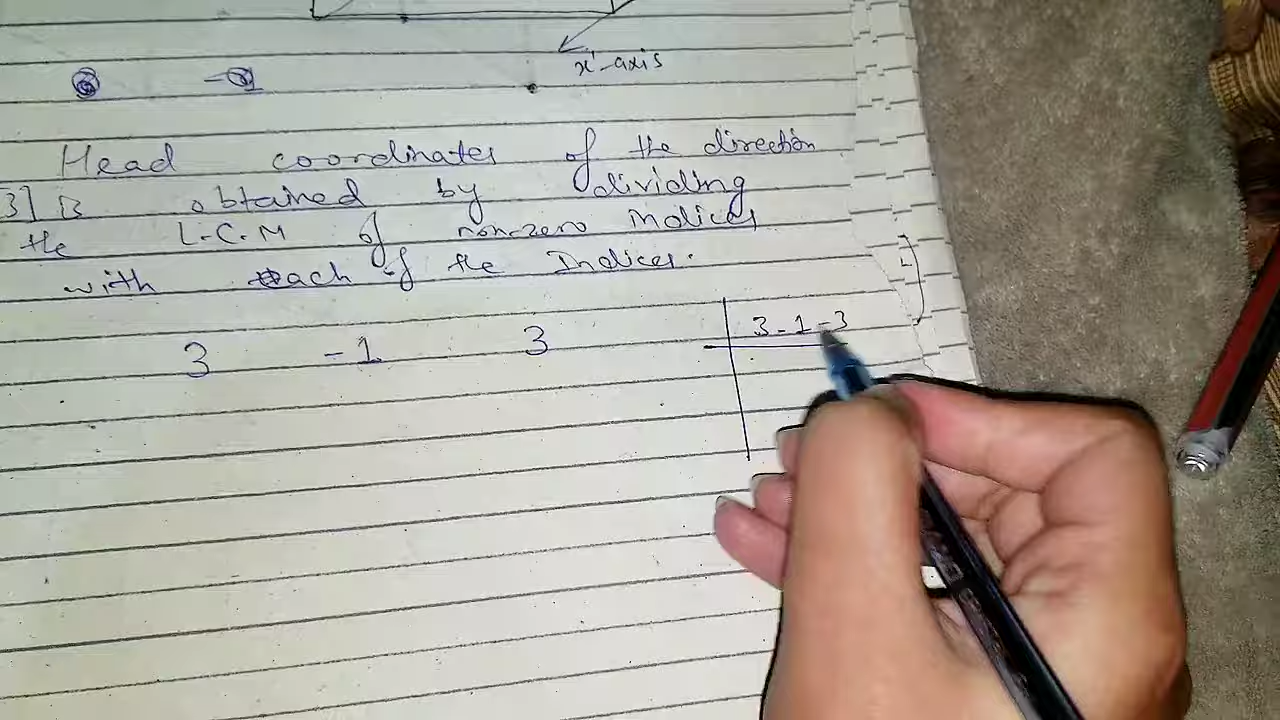 x'-axis
Head coordinates of the direction
3] is obtained by dividing
the L.C.M of non-zero indices
with each of the Indices.
3 -1 3
3-1-3